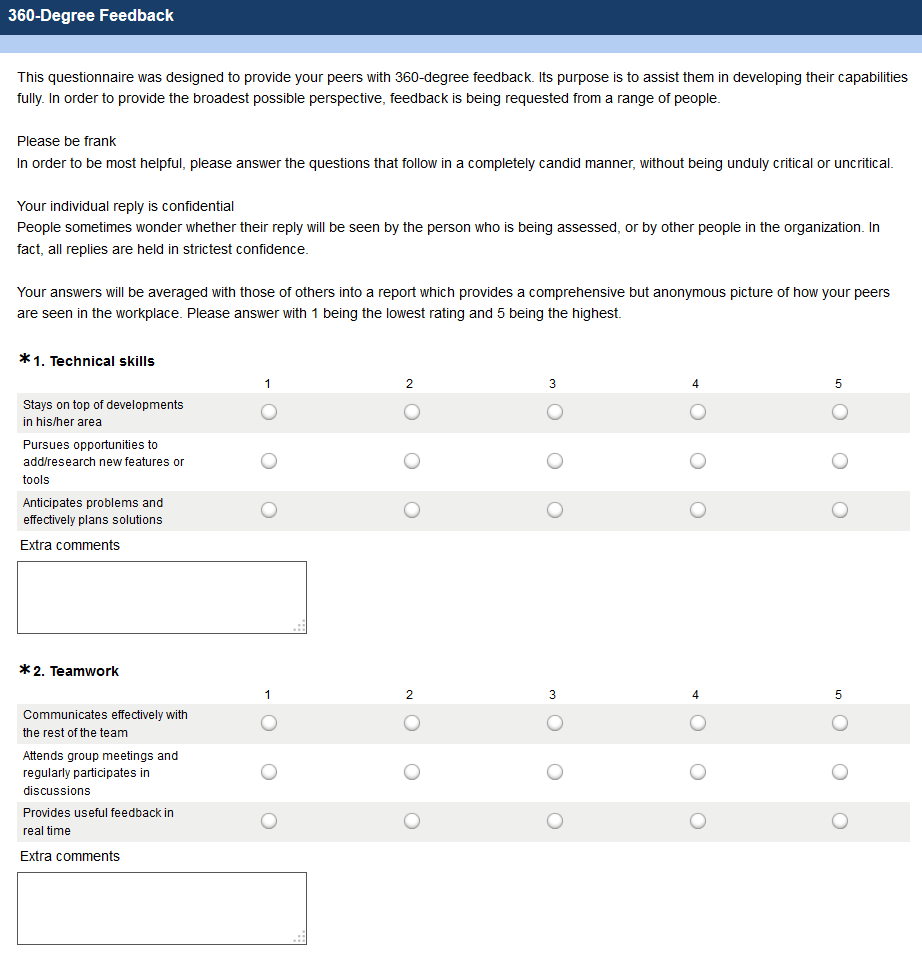 360-Degree Feedback
This questionnaire was designed to provide your peers with 360-degree feedback. Its purpose is to assist them in developing their capabilities
fully. In order to provide the broadest possible perspective, feedback is being requested from a range of people.
Please be frank
In order to be most helpful, please answer the questions that follow in a completely candid manner, without being unduly critical or uncritical.
Your individual reply is confidential
People sometimes wonder whether their reply will be seen by the person who is being assessed, or by other people in the organization. In
fact, all replies are held in strictest confidence.
Your answers will be averaged with those of others into a report which provides a comprehensive but anonymous picture of how your peers
are seen in the workplace. Please answer with 1 being the lowest rating and 5 being the highest.
*1. Technical skills
1 2 3 4 5
Stays on top of developments
in his/her area
Pursues opportunities to
add/research new features or
tools
Anticipates problems and
effectively plans solutions
Extra comments
*2. Teamwork
1 2 3 4 5
Communicates effectively with
the rest of the team
Attends group meetings and
regularly participates in
discussions
Provides useful feedback in
real time
Extra comments